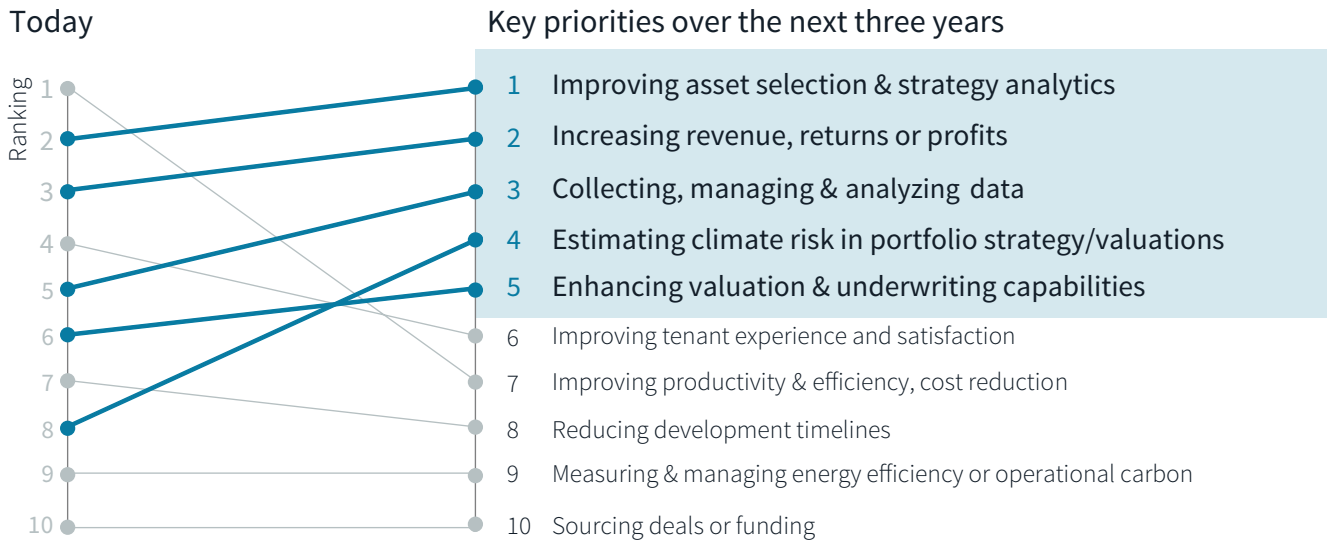 Today
Key priorities over the next three years
Ranking
1
2
3
4
5
6
7
8
9
10
1 Improving asset selection & strategy analytics
2 Increasing revenue, returns or profits
3 Collecting, managing & analyzing data
4 Estimating climate risk in portfolio strategy/valuations
5 Enhancing valuation & underwriting capabilities
6 Improving tenant experience and satisfaction
7 Improving productivity & efficiency, cost reduction
8 Reducing development timelines
9 Measuring & managing energy efficiency or operational carbon
10 Sourcing deals or funding